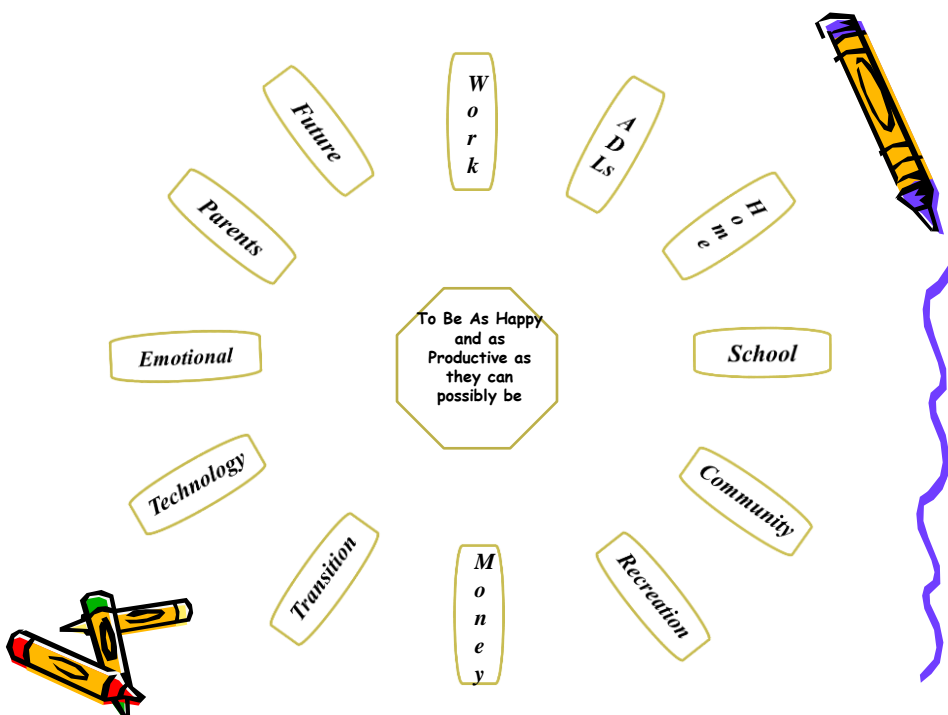 Work
ADLs
Home
School
Community
Recreation
Money
Transition
Technology
Emotional
Parents
Future
To Be As Happy
and as
Productive as
they can
possibly be